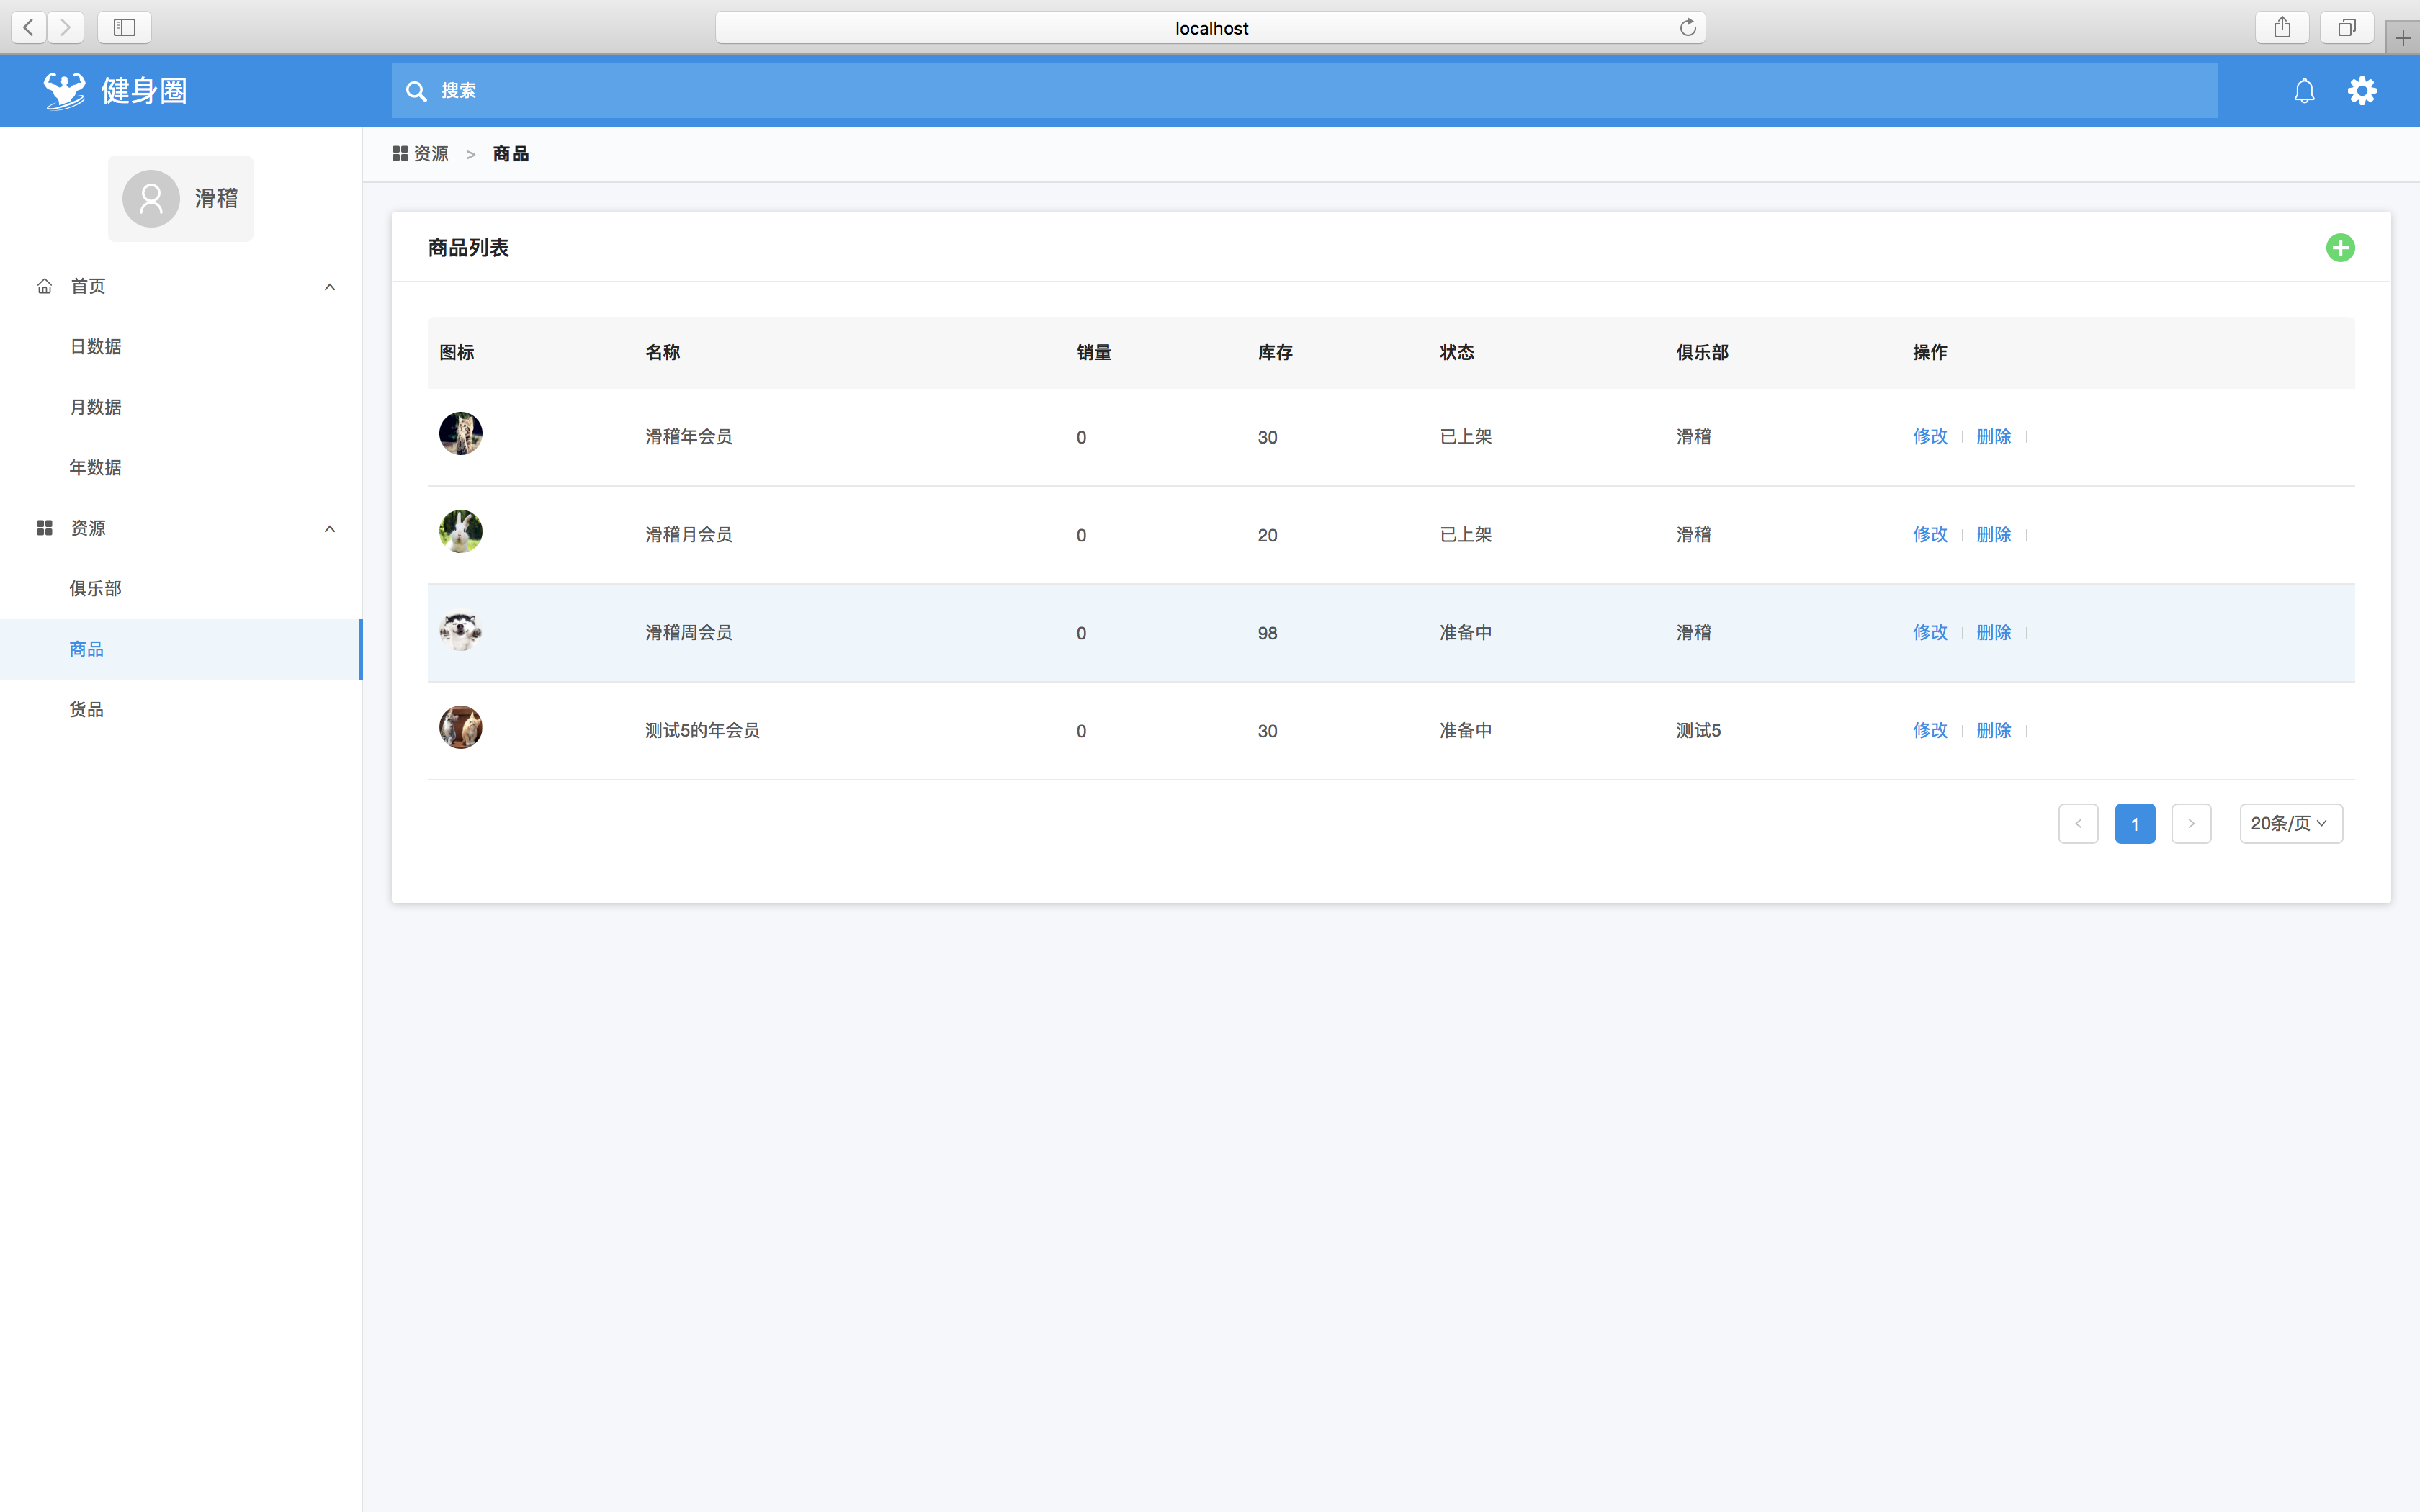 localhost
健身圈
搜索
资源 > 商品
滑稽
首页
日数据
月数据
年数据
资源
俱乐部
商品
货品
商品列表
图标 名称 销量 库存 状态 俱乐部 操作
滑稽年会员 0 30 已上架 滑稽 修改 | 删除 |
滑稽月会员 0 20 已上架 滑稽 修改 | 删除 |
滑稽周会员 0 98 准备中 滑稽 修改 | 删除 |
测试5的年会员 0 30 准备中 测试5 修改 | 删除 |
< 1 > 20条/页